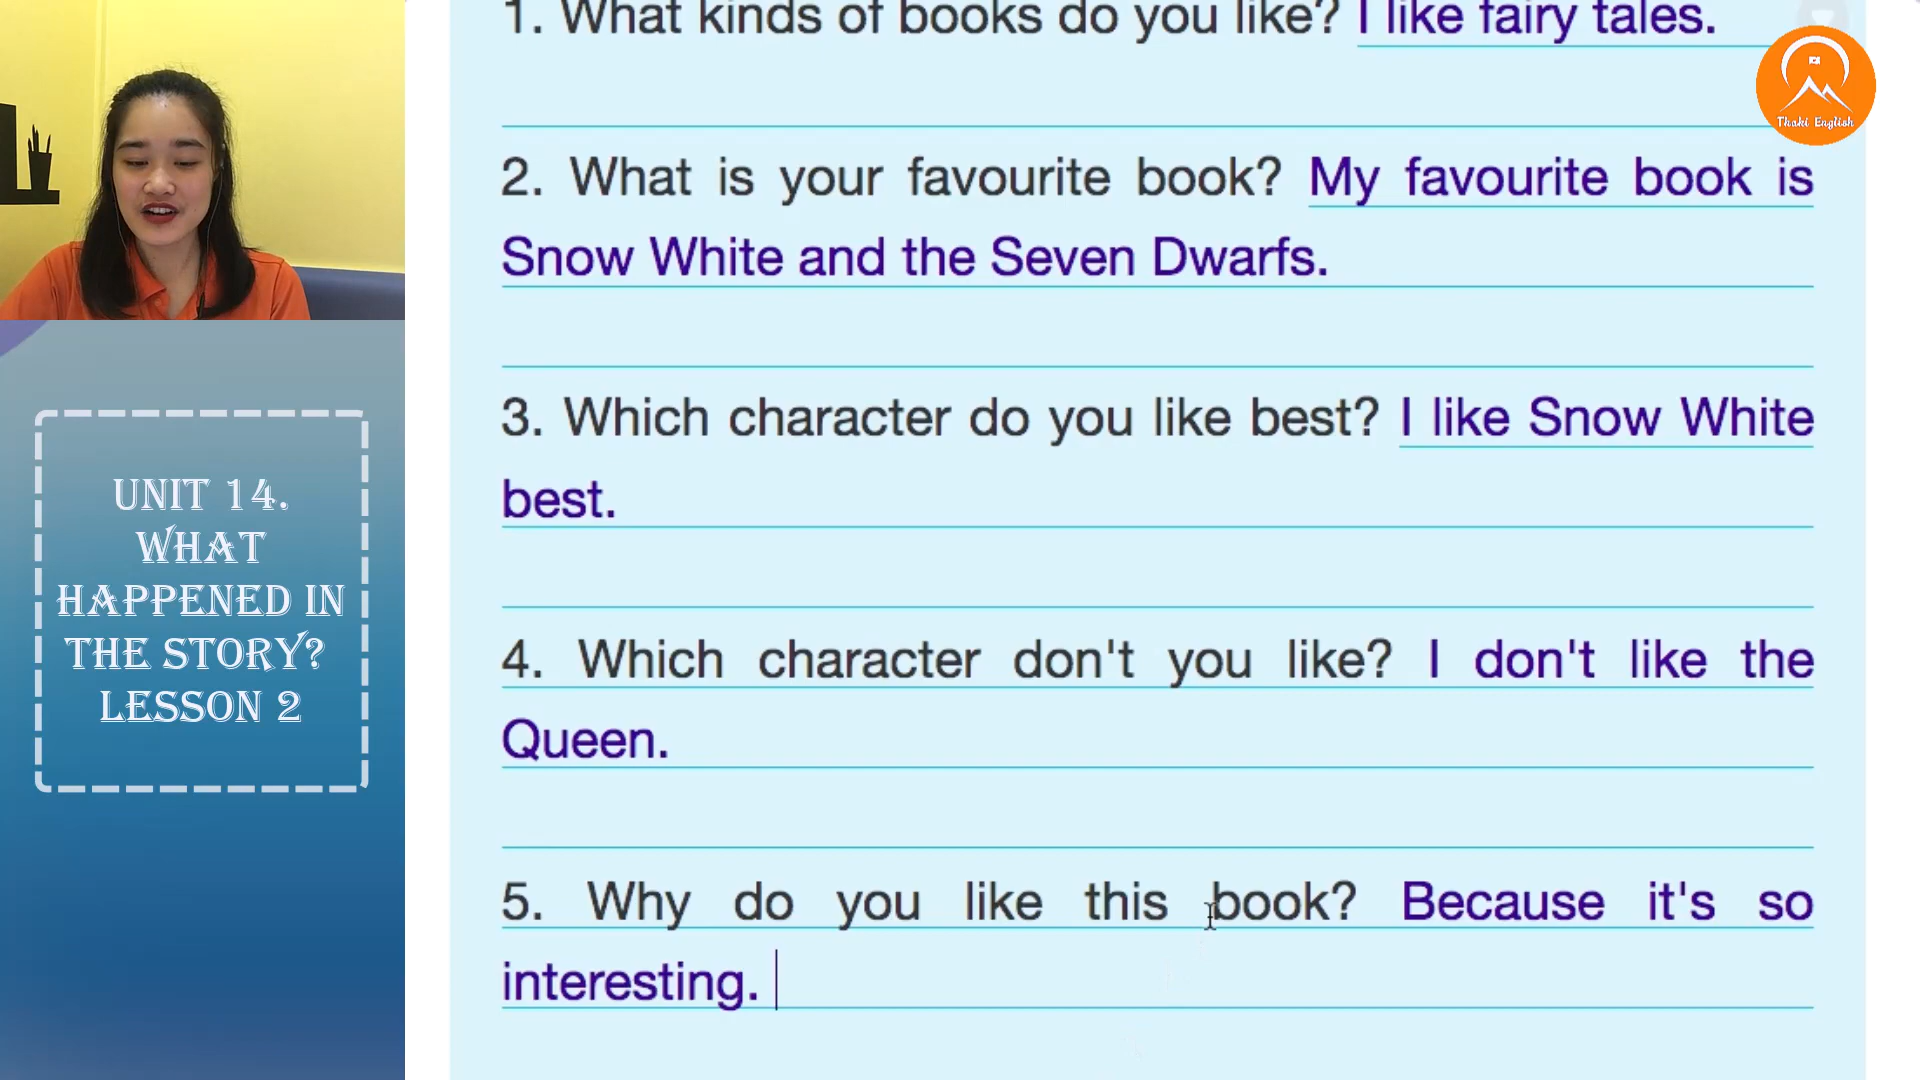 1. What kinds of books do you like? I like fairy tales.
Thaki English
2. What is your favourite book? My favourite book is
Snow White and the Seven Dwarfs.
3. Which character do you like best? I like Snow White
best.
4. Which character don't you like? I don't like the
Queen.
5. Why do you like this book? Because it's so
interesting.
UNIT 14.
WHAT
HAPPENED IN
THE STORY?
LESSON 2